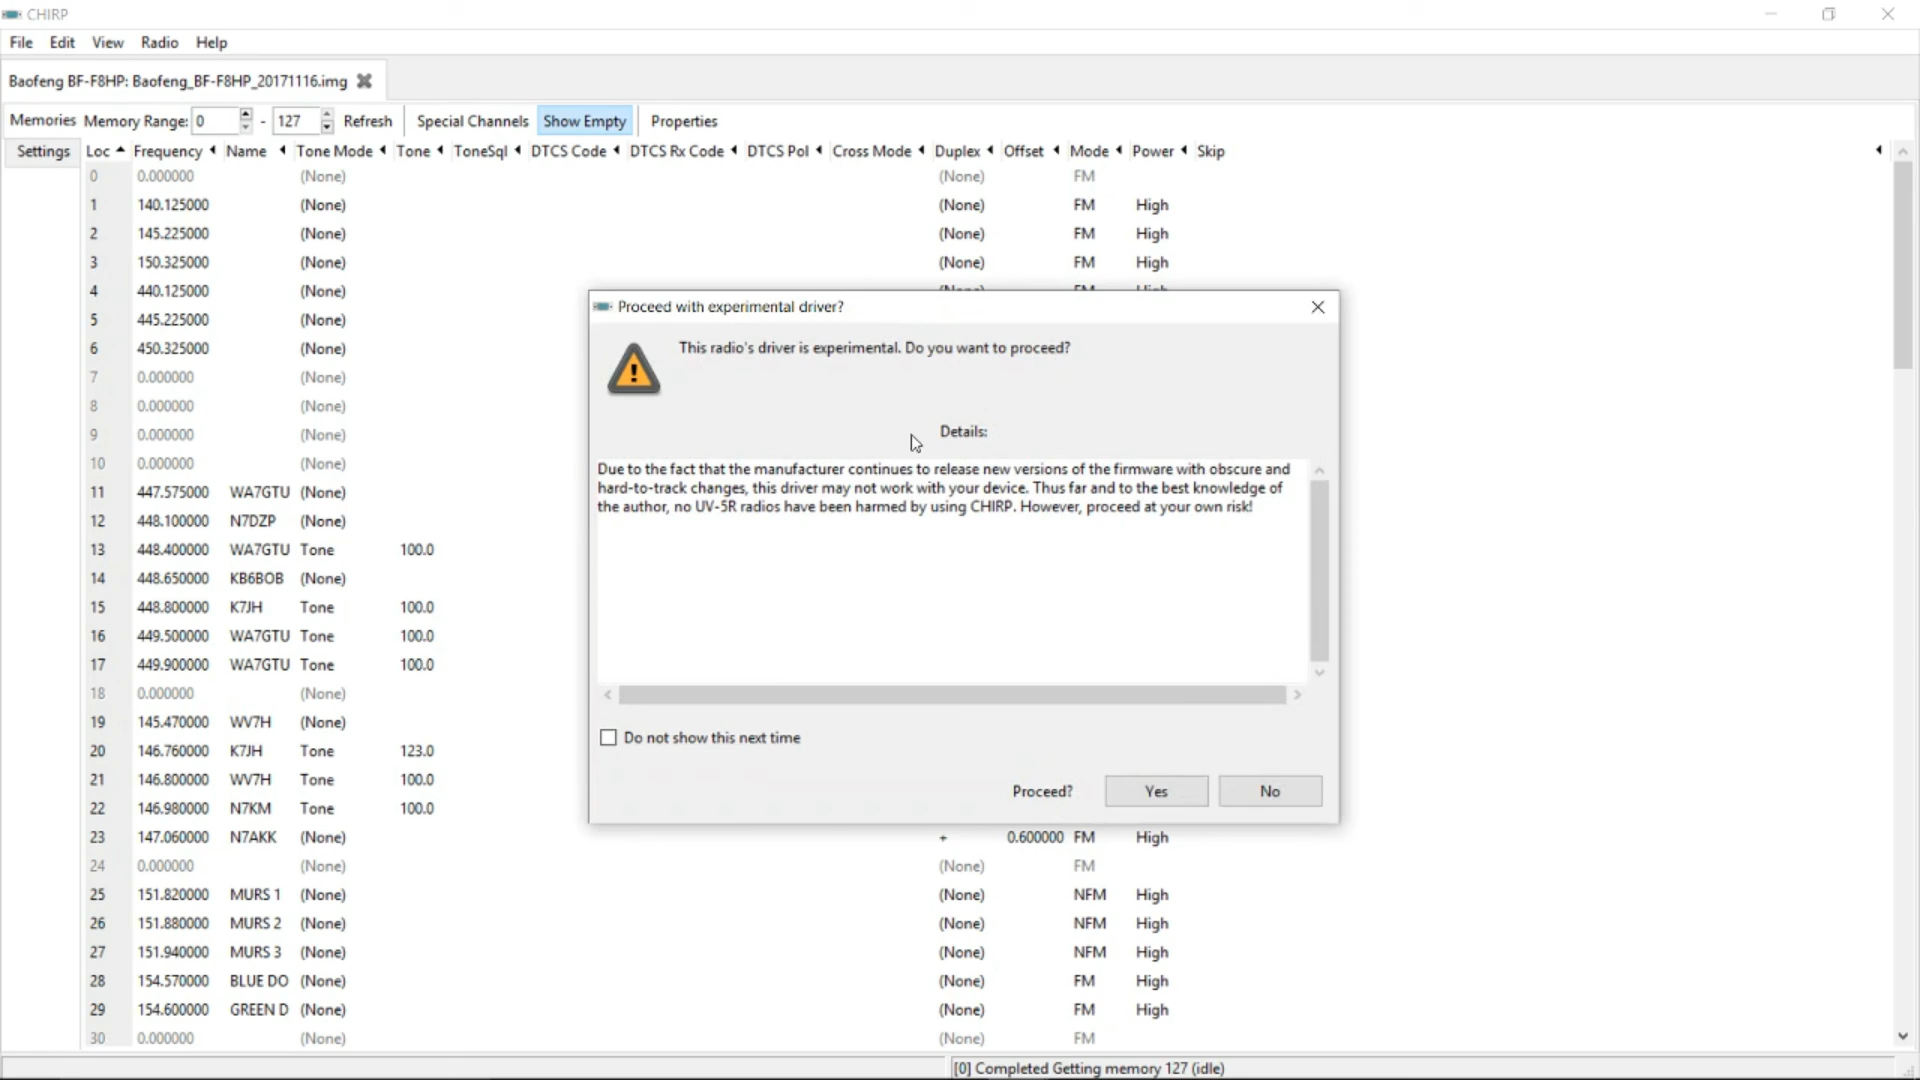 CHIRP
File Edit View Radio Help
Baofeng BF-F8HP: Baofeng_BF-F8HP_20171116.img
Memories Memory Range: 0 - 127 Refresh Special Channels Show Empty Properties
Settings Loc Frequency Name Tone Mode Tone ToneSql DTCS Code DTCS Rx Code DTCS Pol Cross Mode Duplex Offset Mode Power Skip
0 0.000000 (None) (None) FM
1 140.125000 (None) (None) FM High
2 145.225000 (None) (None) FM High
3 150.325000 (None) (None) FM High
4 440.125000 (None)
5 445.225000 (None)
6 450.325000 (None)
7 0.000000 (None)
8 0.000000 (None)
9 0.000000 (None)
10 0.000000 (None)
11 447.575000 WA7GTU (None)
12 448.100000 N7DZP (None)
13 448.400000 WA7GTU Tone 100.0
14 448.650000 KB6BOB (None)
15 448.800000 K7JH Tone 100.0
16 449.500000 WA7GTU Tone 100.0
17 449.900000 WA7GTU Tone 100.0
18 0.000000 (None)
19 145.470000 WV7H (None)
20 146.760000 K7JH Tone 123.0
21 146.800000 WV7H Tone 100.0
22 146.980000 N7KM Tone 100.0
23 147.060000 N7AKK (None) + 0.600000 FM High
24 0.000000 (None) (None) FM
25 151.820000 MURS 1 (None) (None) NFM High
26 151.880000 MURS 2 (None) (None) NFM High
27 151.940000 MURS 3 (None) (None) NFM High
28 154.570000 BLUE DO (None) (None) FM High
29 154.600000 GREEN D (None) (None) FM High
30 0.000000 (None) (None) FM
Proceed with experimental driver?
This radio's driver is experimental. Do you want to proceed?
Details:
Due to the fact that the manufacturer continues to release new versions of the firmware with obscure and
hard-to-track changes, this driver may not work with your device. Thus far and to the best knowledge of
the author, no UV-5R radios have been harmed by using CHIRP. However, proceed at your own risk!
Do not show this next time
Proceed? Yes No
[0] Completed Getting memory 127 (idle)